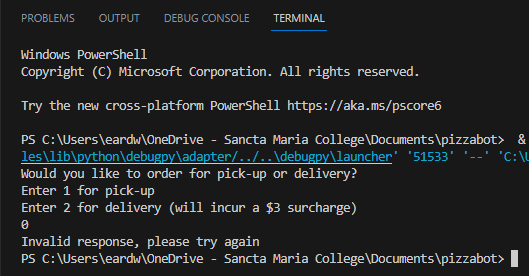 PROBLEMS OUTPUT DEBUG CONSOLE TERMINAL
Windows PowerShell
Copyright (C) Microsoft Corporation. All rights reserved.
Try the new cross-platform PowerShell https://aka.ms/pscore6
PS C:\Users\eardw\OneDrive - Sancta Maria College\Documents\pizzabot>  &
les\lib\python\debugpy\adapter/../..\debugpy\launcher' '51533' '--' 'C:\
Would you like to order for pick-up or delivery?
Enter 1 for pick-up
Enter 2 for delivery (will incur a $3 surcharge)
0
Invalid response, please try again
PS C:\Users\eardw\OneDrive - Sancta Maria College\Documents\pizzabot>